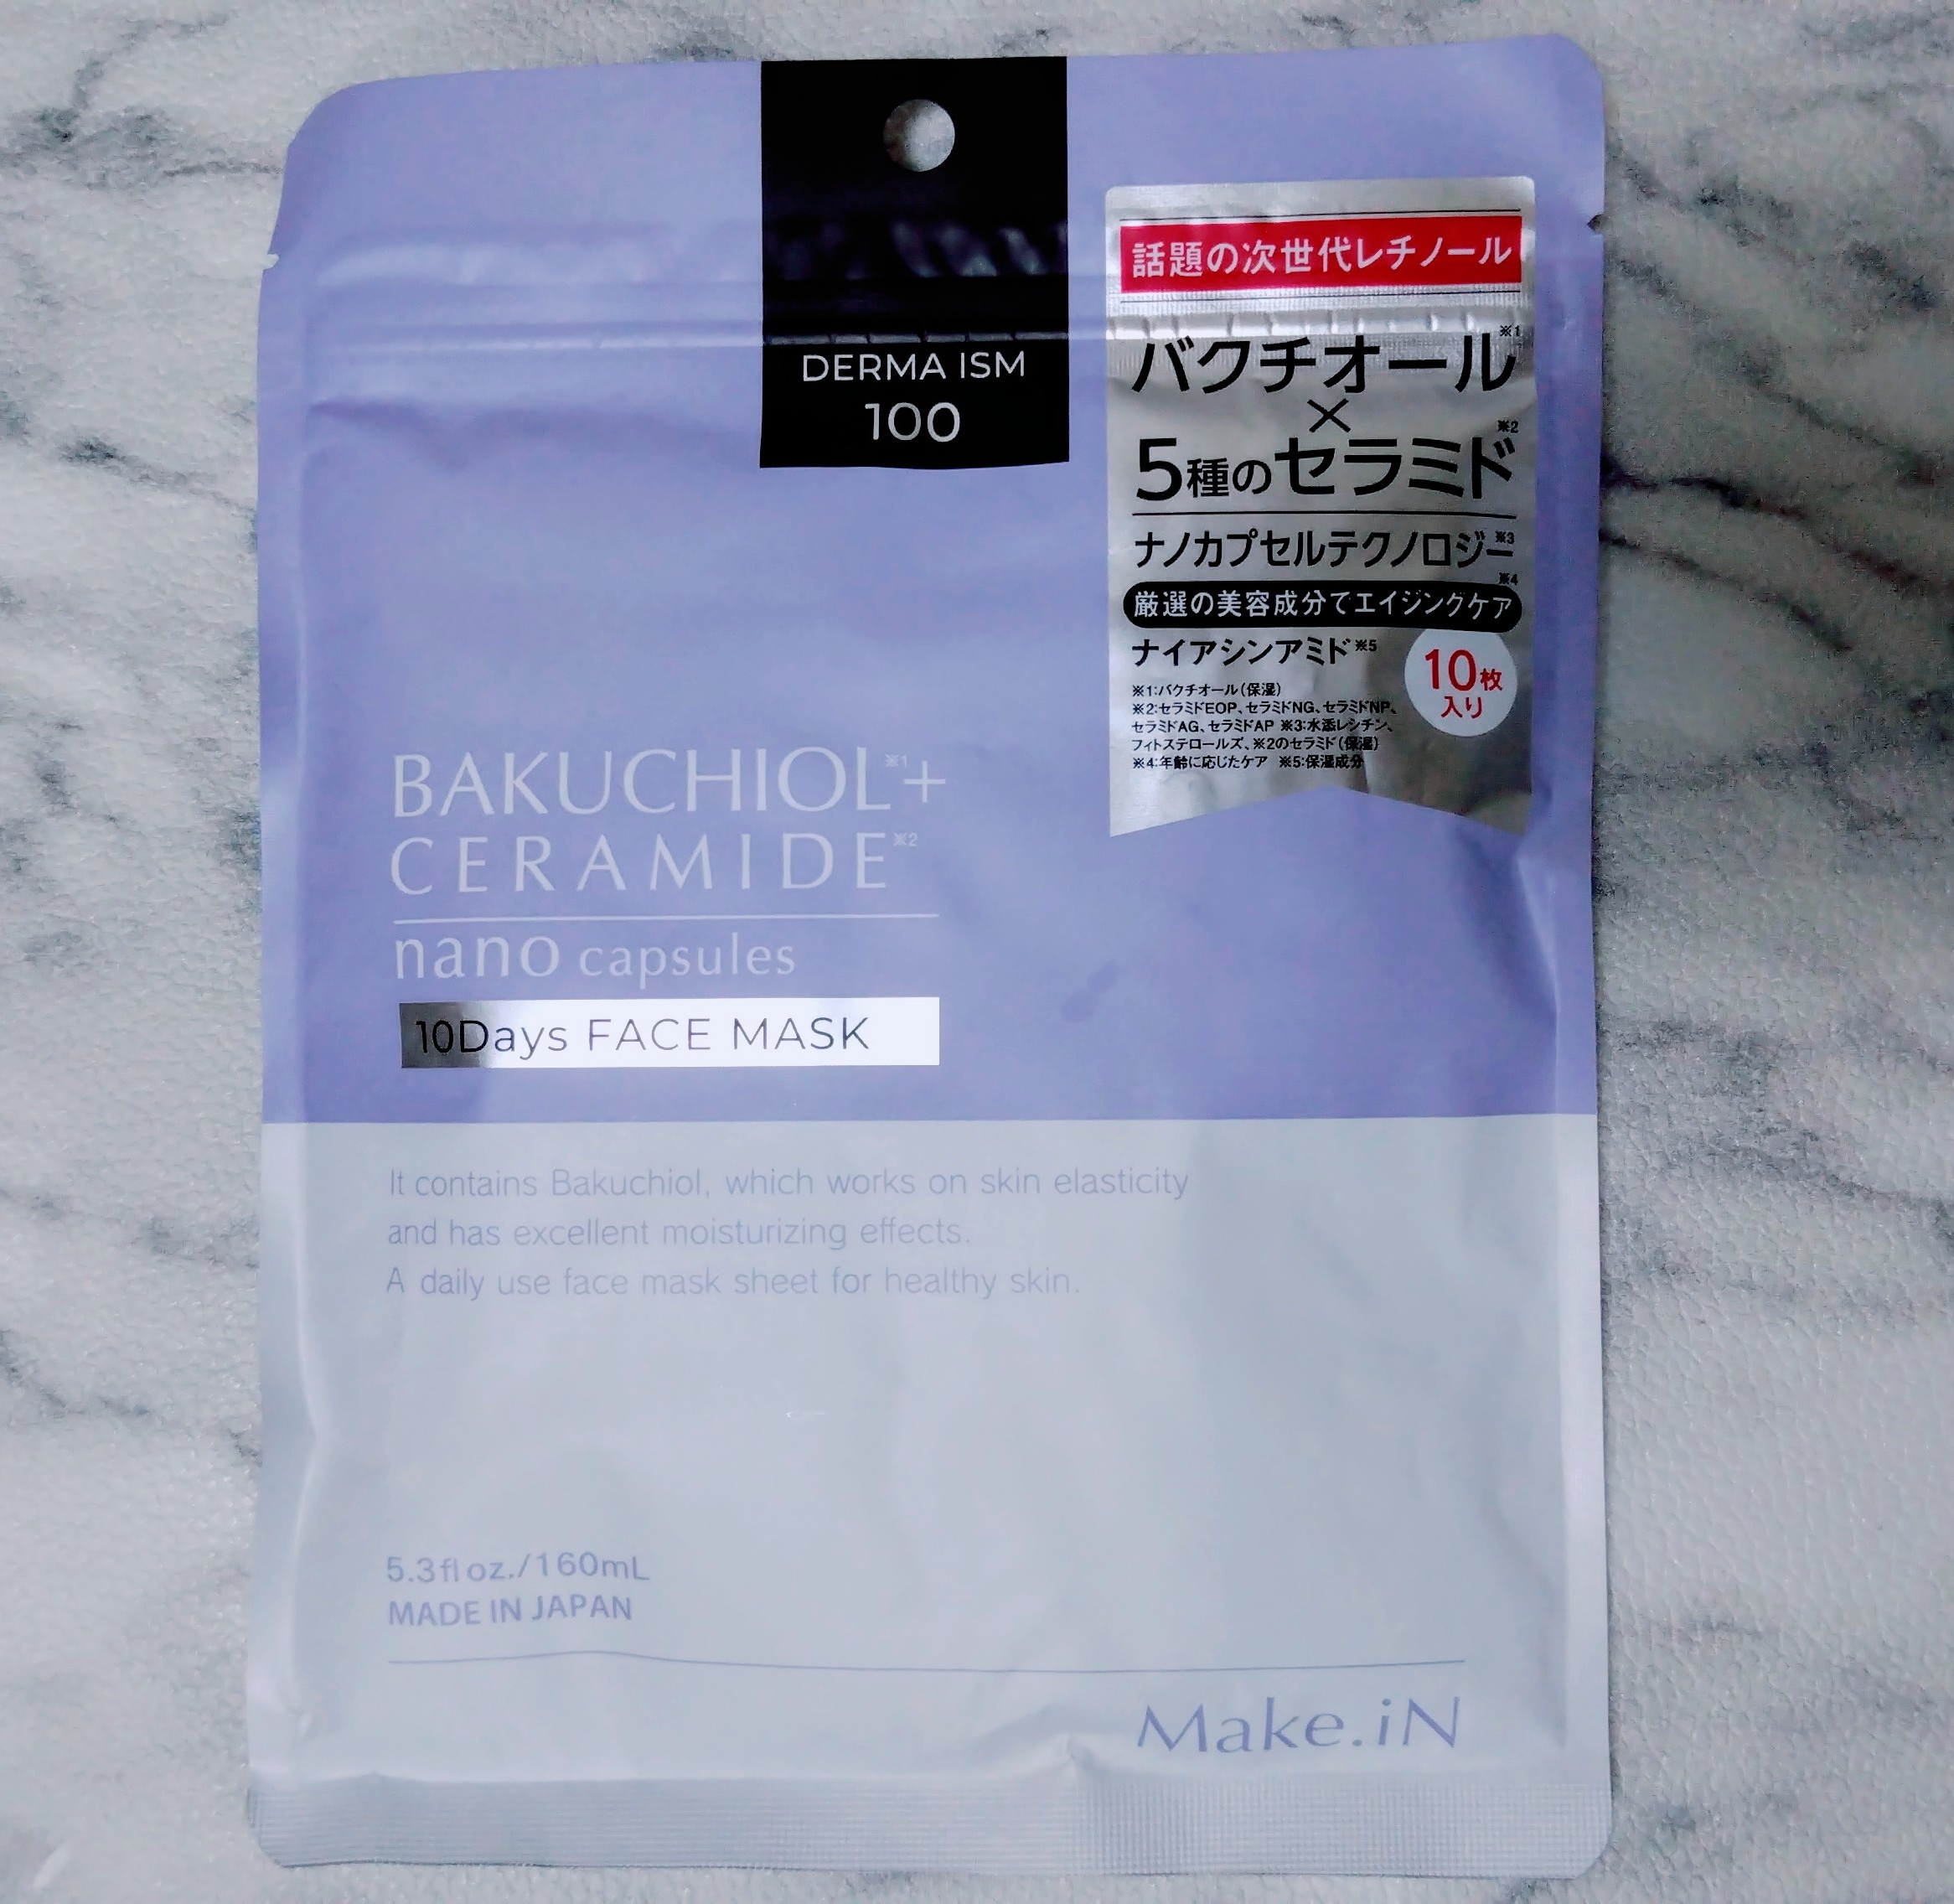 DERMA ISM
100
話題の次世代レチノール
バクチオール※1
×
5種のセラミド※2
ナノカプセルテクノロジー※3
厳選の美容成分でエイジングケア※4
ナイアシンアミド※5
10枚
入り
※1:バクチオール(保湿)
※2:セラミドEOP、セラミドNG、セラミドNP、
セラミドAG、セラミドAP ※3:水添レシチン、
フィトステロールズ、※2のセラミド(保湿)
※4:年齢に応じたケア ※5:保湿成分
BAKUCHIOL※1+
CERAMIDE※2
nano capsules
10Days FACE MASK
It contains Bakuchiol, which works on skin elasticity
and has excellent moisturizing effects.
A daily use face mask sheet for healthy skin.
5.3fl oz./160mL
MADE IN JAPAN
Make.iN